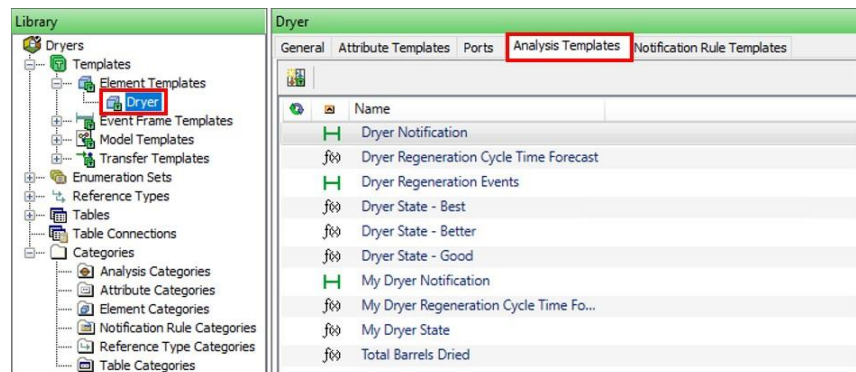 Library
Dryers
Templates
Element Templates
Dryer
Event Frame Templates
Model Templates
Transfer Templates
Enumeration Sets
Reference Types
Tables
Table Connections
Categories
Analysis Categories
Attribute Categories
Element Categories
Notification Rule Categories
Reference Type Categories
Table Categories
Dryer
General Attribute Templates Ports Analysis Templates Notification Rule Templates
Name
Dryer Notification
f(x) Dryer Regeneration Cycle Time Forecast
Dryer Regeneration Events
f(x) Dryer State - Best
f(x) Dryer State - Better
f(x) Dryer State - Good
My Dryer Notification
f(x) My Dryer Regeneration Cycle Time Fo...
f(x) My Dryer State
f(x) Total Barrels Dried